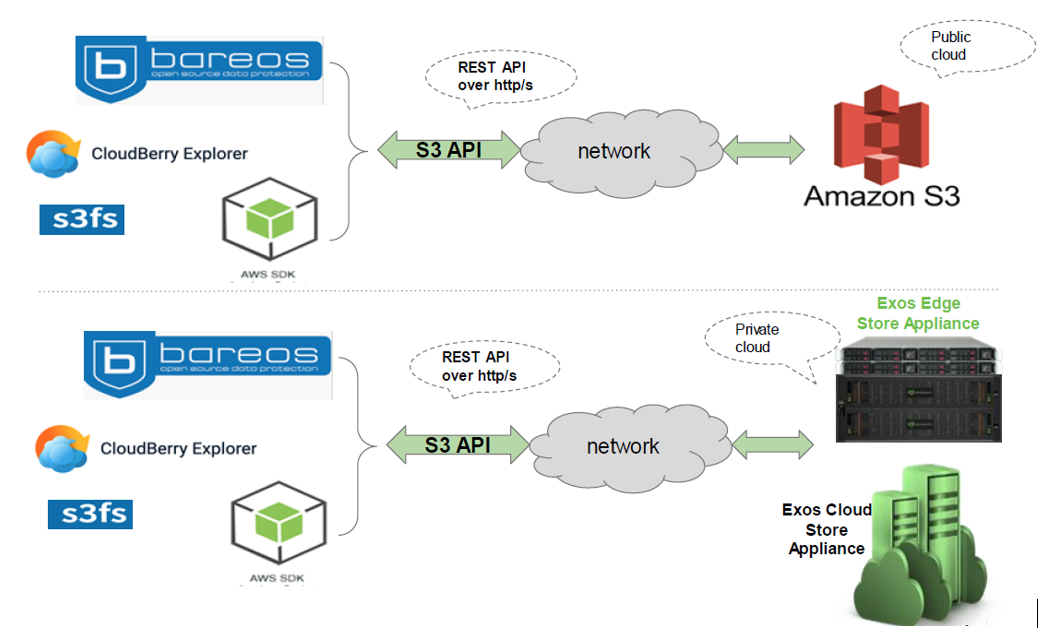 Public
cloud
bareos
open source data protection
REST API
over http/s
CloudBerry Explorer
S3 API
network
Amazon S3
s3fs
AWS SDK
Exos Edge
Store Appliance
Private
cloud
bareos
open source data protection
REST API
over http/s
CloudBerry Explorer
S3 API
network
s3fs
Exos Cloud
Store
Appliance
AWS SDK